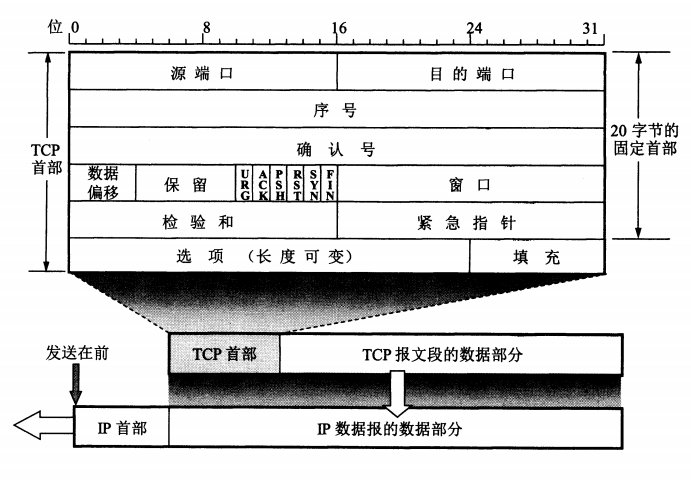 位 0 8 16 24 31
源端口 目的端口
序号
TCP 首部
确认号
20 字节的固定首部
数据偏移 保留 URG ACK PSH RST SYN FIN 窗口
检验和 紧急指针
选项（长度可变） 填充
发送在前
TCP 首部 TCP 报文段的数据部分
IP 首部 IP 数据报的数据部分